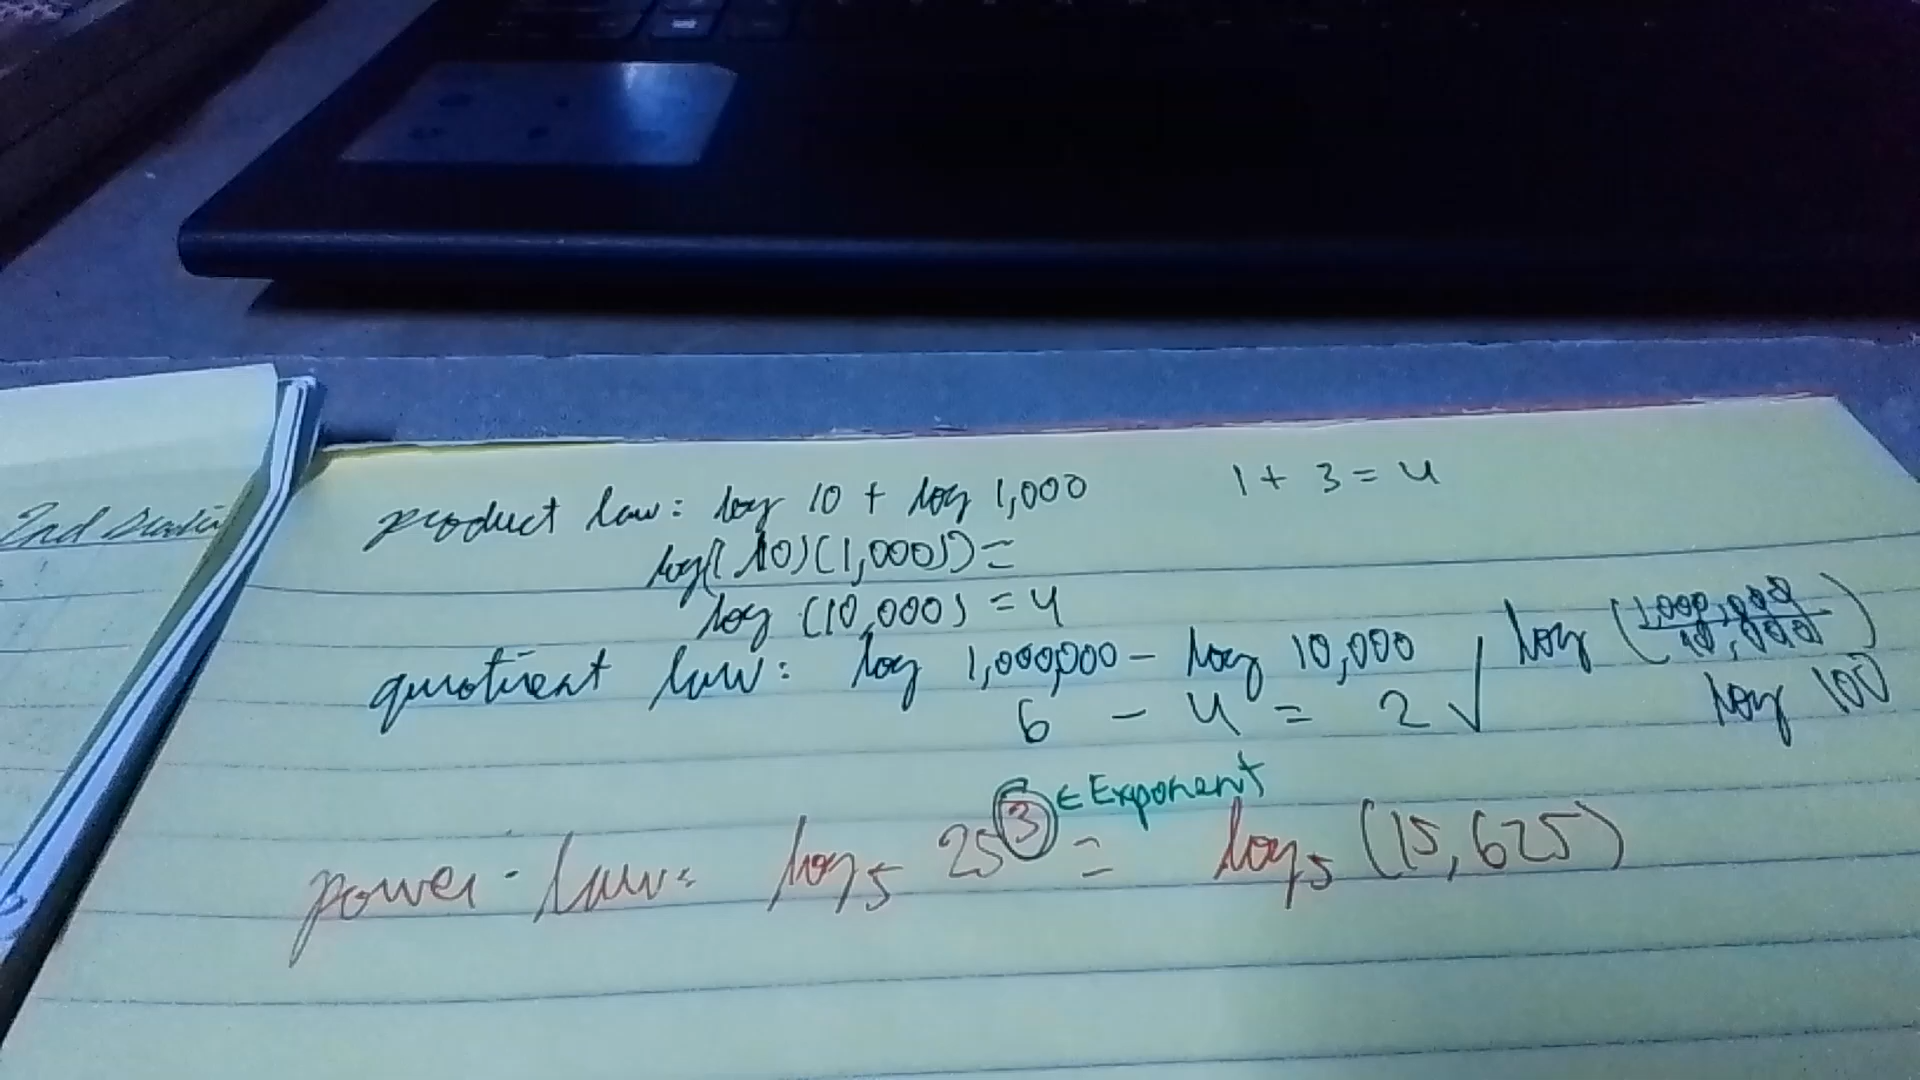 2nd
product law: log 10 + log 1,000 1 + 3 = 4
log((10)(1,000)) =
log (10,000) = 4
quotient law: log 1,000,000 - log 10,000 √ log (1,000,000/10,000)
6 - 4 = 2 log 100
← Exponent
power law: log₅ 25³ = log₅ (15,625)